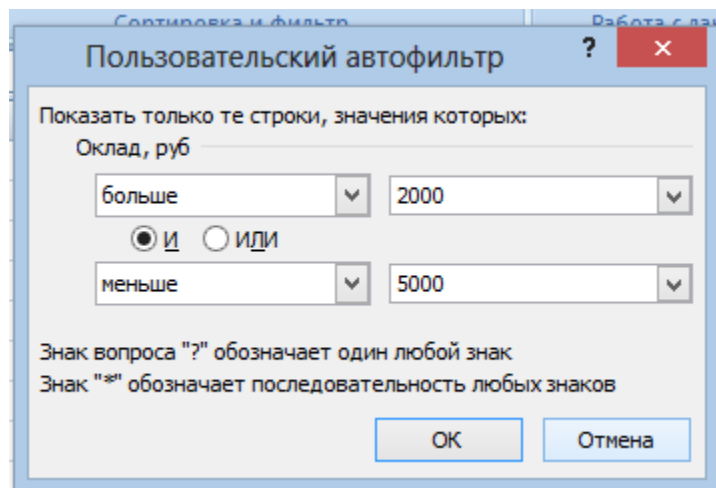 Сортировка и фильтр Работа с дан
Пользовательский автофильтр ? ×
Показать только те строки, значения которых:
Оклад, руб
больше 2000
И ИЛИ
меньше 5000
Знак вопроса "?" обозначает один любой знак
Знак "*" обозначает последовательность любых знаков
ОК Отмена